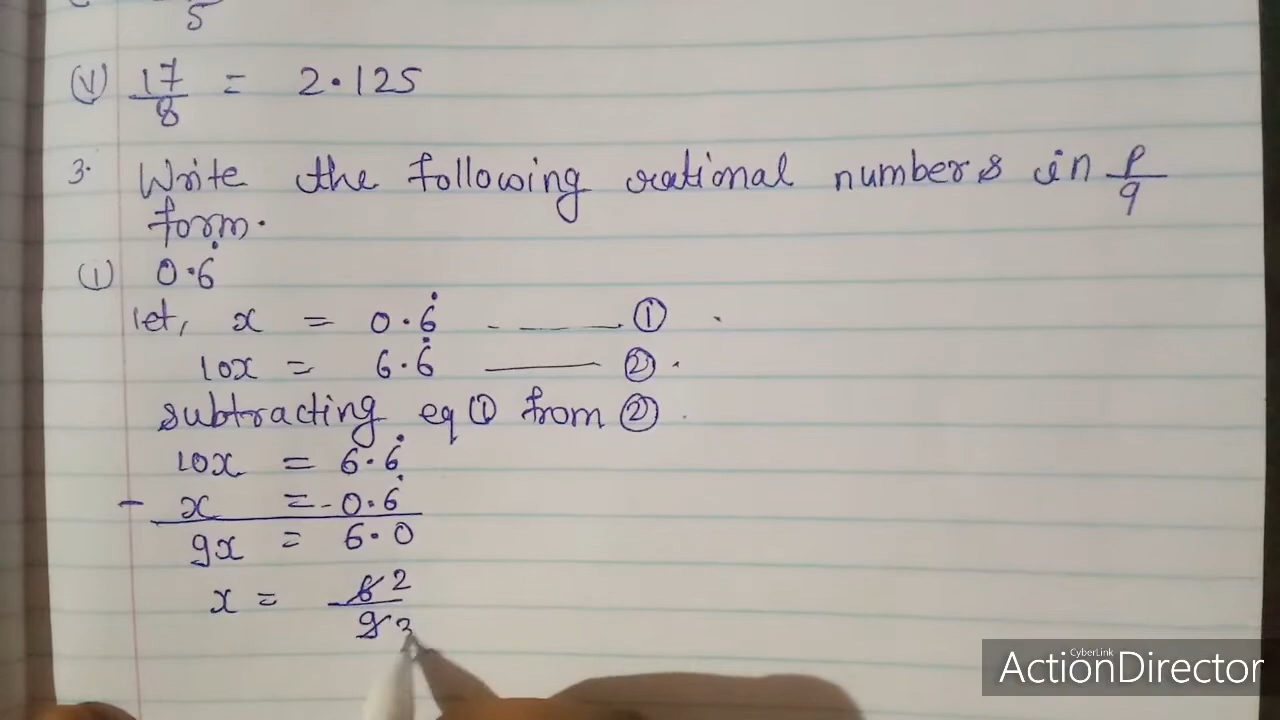 5
(v) 17/8 = 2.125
3. Write the following rational numbers in p/q
form.
(i) 0.6̇
let, x = 0.6̇ ----- ①
10x = 6.6̇ ----- ②
subtracting eq ① from ②
10x = 6.6̇
- x = -0.6̇
9x = 6.0
x = 6̸ 2 / 9̸ 3
CyberLink
ActionDirector